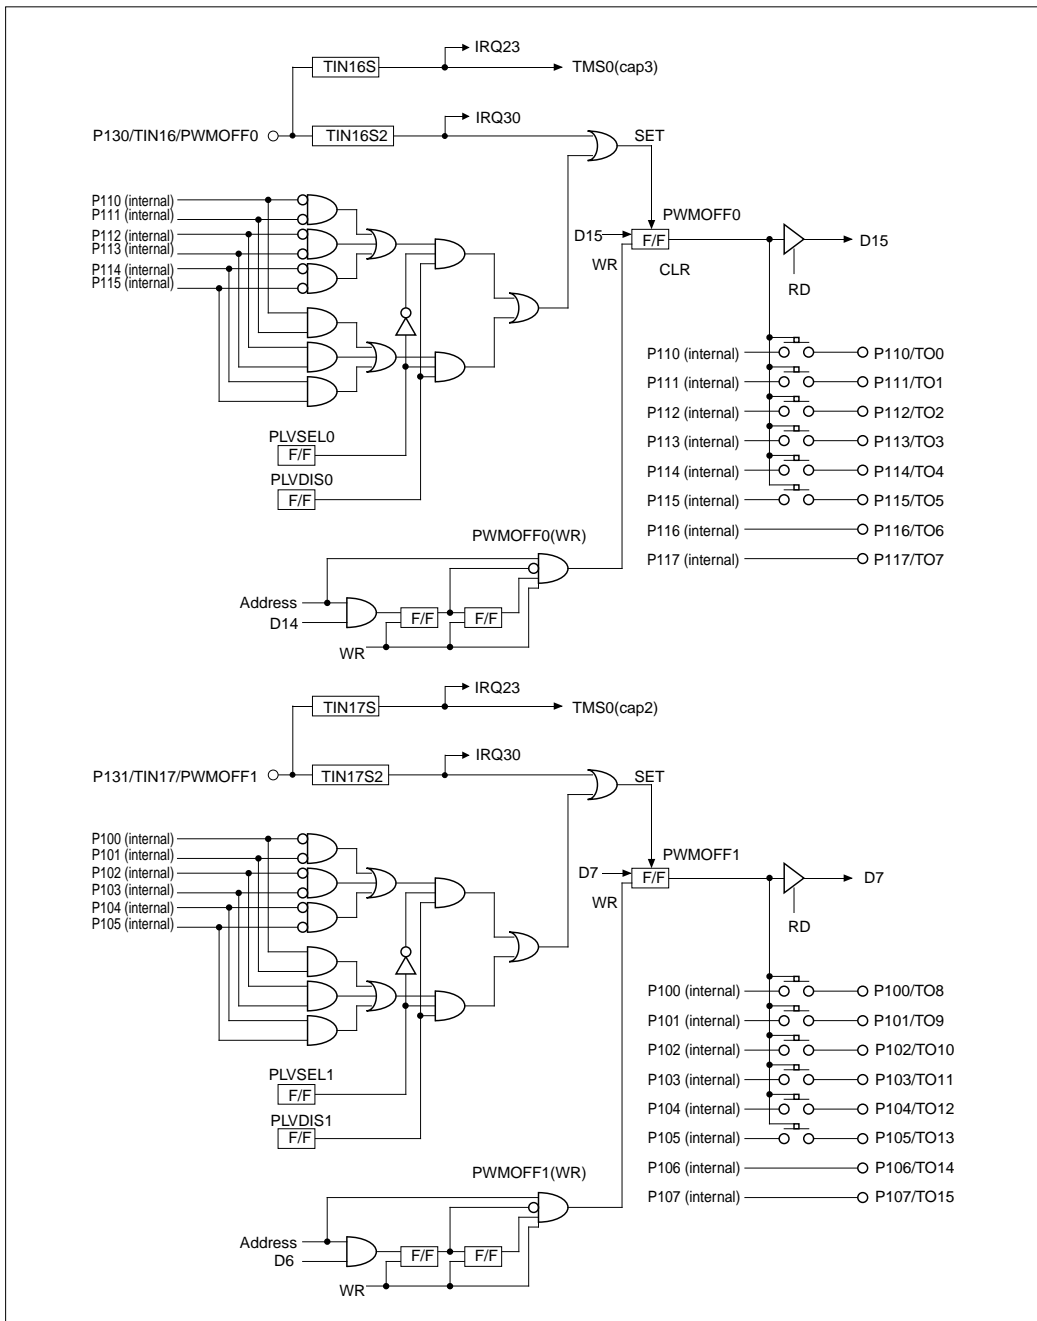 IRQ23
TIN16S
TMS0(cap3)
IRQ30
P130/TIN16/PWMOFF0
TIN16S2
SET
P110 (internal)
P111 (internal)
P112 (internal)
P113 (internal)
P114 (internal)
P115 (internal)
PWMOFF0
D15
F/F
D15
WR
CLR
RD
P110 (internal) P110/TO0
P111 (internal) P111/TO1
P112 (internal) P112/TO2
P113 (internal) P113/TO3
P114 (internal) P114/TO4
P115 (internal) P115/TO5
P116 (internal) P116/TO6
P117 (internal) P117/TO7
PLVSEL0
F/F
PLVDIS0
F/F
PWMOFF0(WR)
Address
D14
F/F
F/F
WR
IRQ23
TIN17S
TMS0(cap2)
IRQ30
P131/TIN17/PWMOFF1
TIN17S2
SET
P100 (internal)
P101 (internal)
P102 (internal)
P103 (internal)
P104 (internal)
P105 (internal)
PWMOFF1
D7
F/F
D7
WR
RD
P100 (internal) P100/TO8
P101 (internal) P101/TO9
P102 (internal) P102/TO10
P103 (internal) P103/TO11
P104 (internal) P104/TO12
P105 (internal) P105/TO13
P106 (internal) P106/TO14
P107 (internal) P107/TO15
PLVSEL1
F/F
PLVDIS1
F/F
PWMOFF1(WR)
Address
D6
F/F
F/F
WR